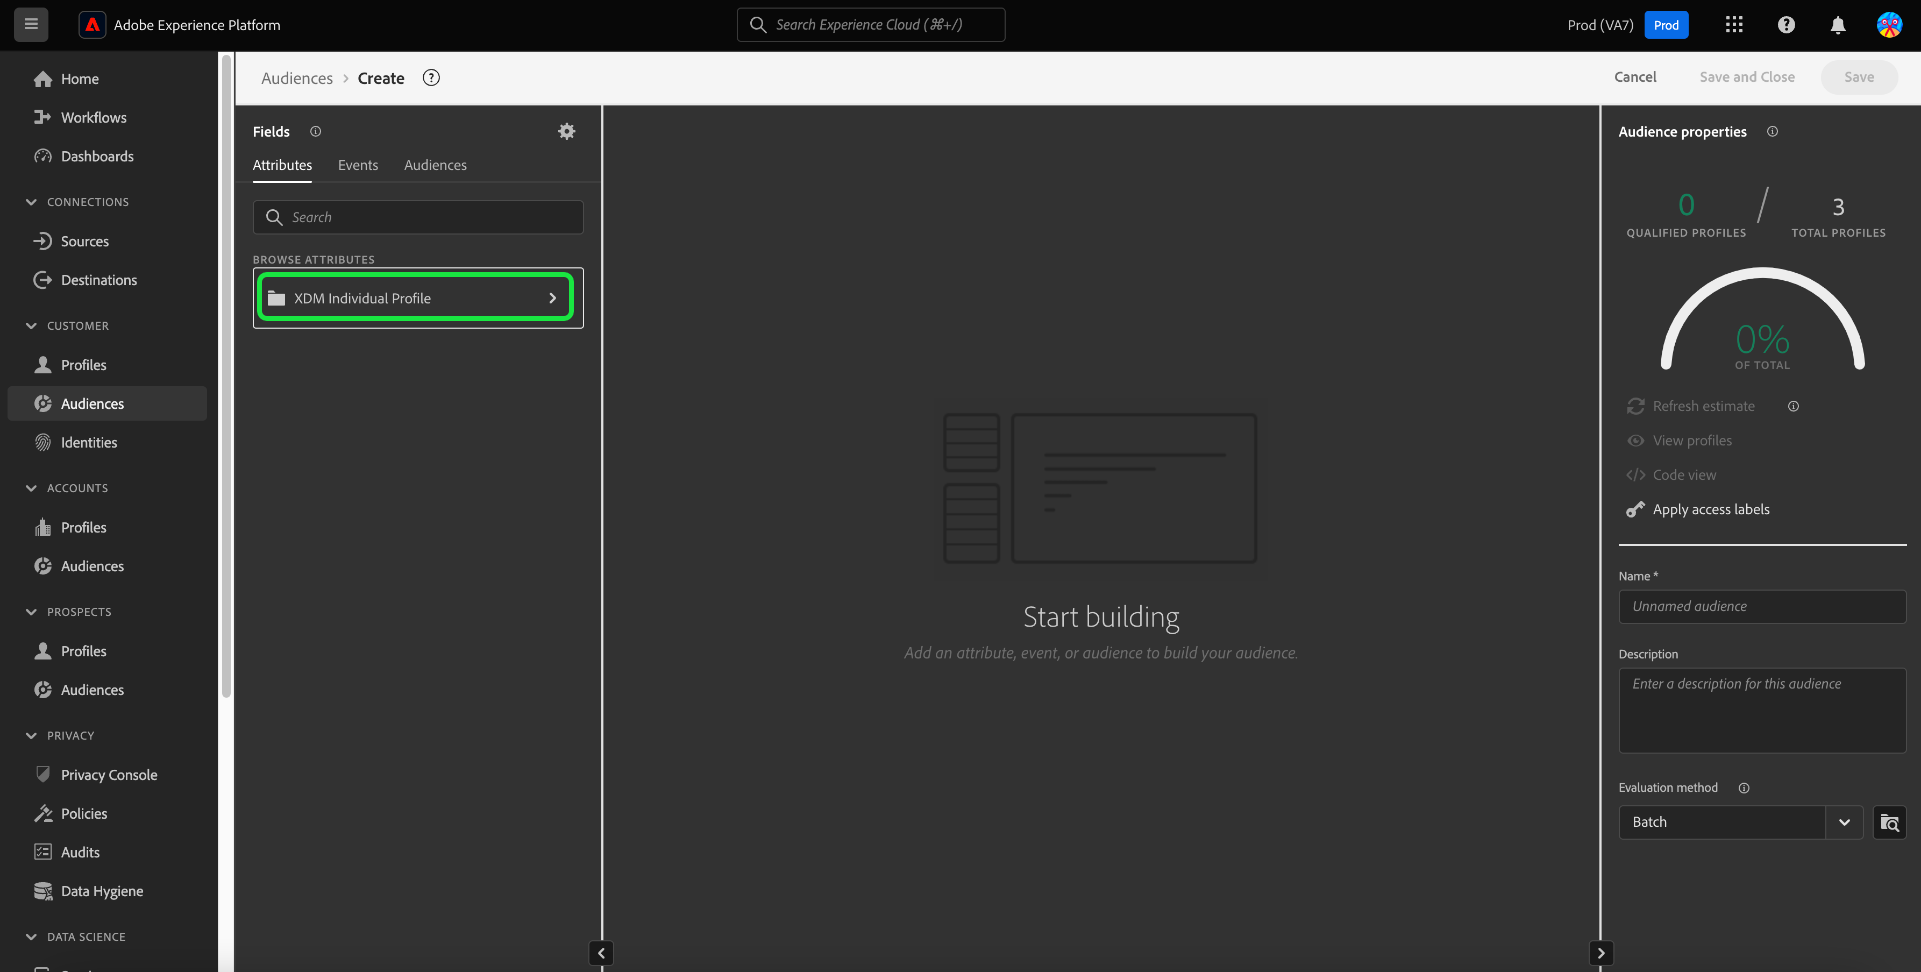 Adobe Experience Platform
Search Experience Cloud (⌘+/)
Prod (VA7)
Prod
Home
Workflows
Dashboards
CONNECTIONS
Sources
Destinations
CUSTOMER
Profiles
Audiences
Identities
ACCOUNTS
Profiles
Audiences
PROSPECTS
Profiles
Audiences
PRIVACY
Privacy Console
Policies
Audits
Data Hygiene
DATA SCIENCE
Audiences > Create
Cancel
Save and Close
Save
Fields
Attributes
Events
Audiences
Search
BROWSE ATTRIBUTES
XDM Individual Profile
Start building
Add an attribute, event, or audience to build your audience.
Audience properties
0 / 3
QUALIFIED PROFILES
TOTAL PROFILES
0%
OF TOTAL
Refresh estimate
View profiles
</> Code view
Apply access labels
Name *
Unnamed audience
Description
Enter a description for this audience
Evaluation method
Batch